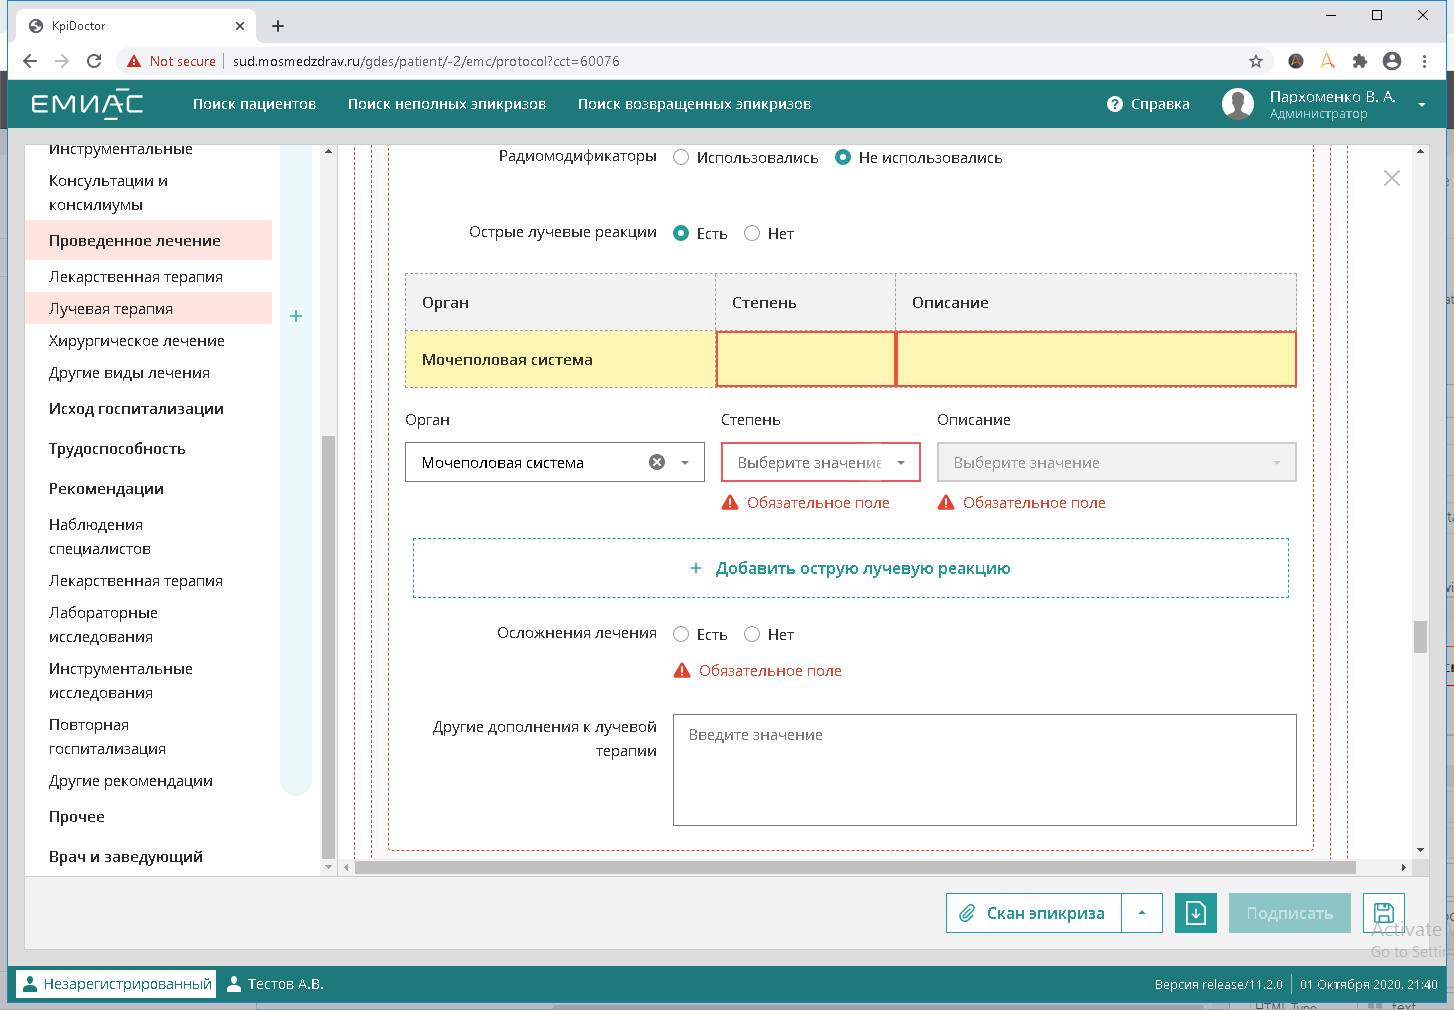 KpiDoctor
Not secure
sud.mosmedzdrav.ru/gdes/patient/-2/emc/protocol?cct=60076
ЕМИАС
Поиск пациентов
Поиск неполных эпикризов
Поиск возвращенных эпикризов
Справка
Пархоменко В. А.
Администратор
Инструментальные
Консультации и
консилиумы
Проведенное лечение
Лекарственная терапия
Лучевая терапия
Хирургическое лечение
Другие виды лечения
Исход госпитализации
Трудоспособность
Рекомендации
Наблюдения
специалистов
Лекарственная терапия
Лабораторные
исследования
Инструментальные
исследования
Повторная
госпитализация
Другие рекомендации
Прочее
Врач и заведующий
Радиомодификаторы
Использовались
Не использовались
Острые лучевые реакции
Есть
Нет
Орган
Степень
Описание
Мочеполовая система
Орган
Степень
Описание
Мочеполовая система
Выберите значение
Выберите значение
Обязательное поле
Обязательное поле
+ Добавить острую лучевую реакцию
Осложнения лечения
Есть
Нет
Обязательное поле
Другие дополнения к лучевой
терапии
Введите значение
Скан эпикриза
Подписать
Activate
Go to Setti
Незарегистрированный
Тестов А.В.
Версия release/11.2.0
01 Октября 2020, 21:40
HTML Type
text